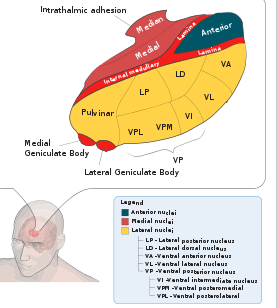 Intrathalmic adhesion
Median
Lamina
Anterior
Medial
Lamina
Internal medullary
VA
LD
LP
VL
Pulvinar
VI
VPM
VPL
Medial
Geniculate Body
VP
Lateral Geniculate Body
Legend
Anterior nuclei
Medial nuclei
Lateral nuclei
LP - Lateral posterior nucleus
LD - Lateral dorsal nucleus
VA - Ventral anterior nucleus
VL - Ventral lateral nucleus
VP - Ventral posterior nucleus
VI - Ventral intermediate nucleus
VPM - Ventral posteromedial
VPL - Ventral posterolateral